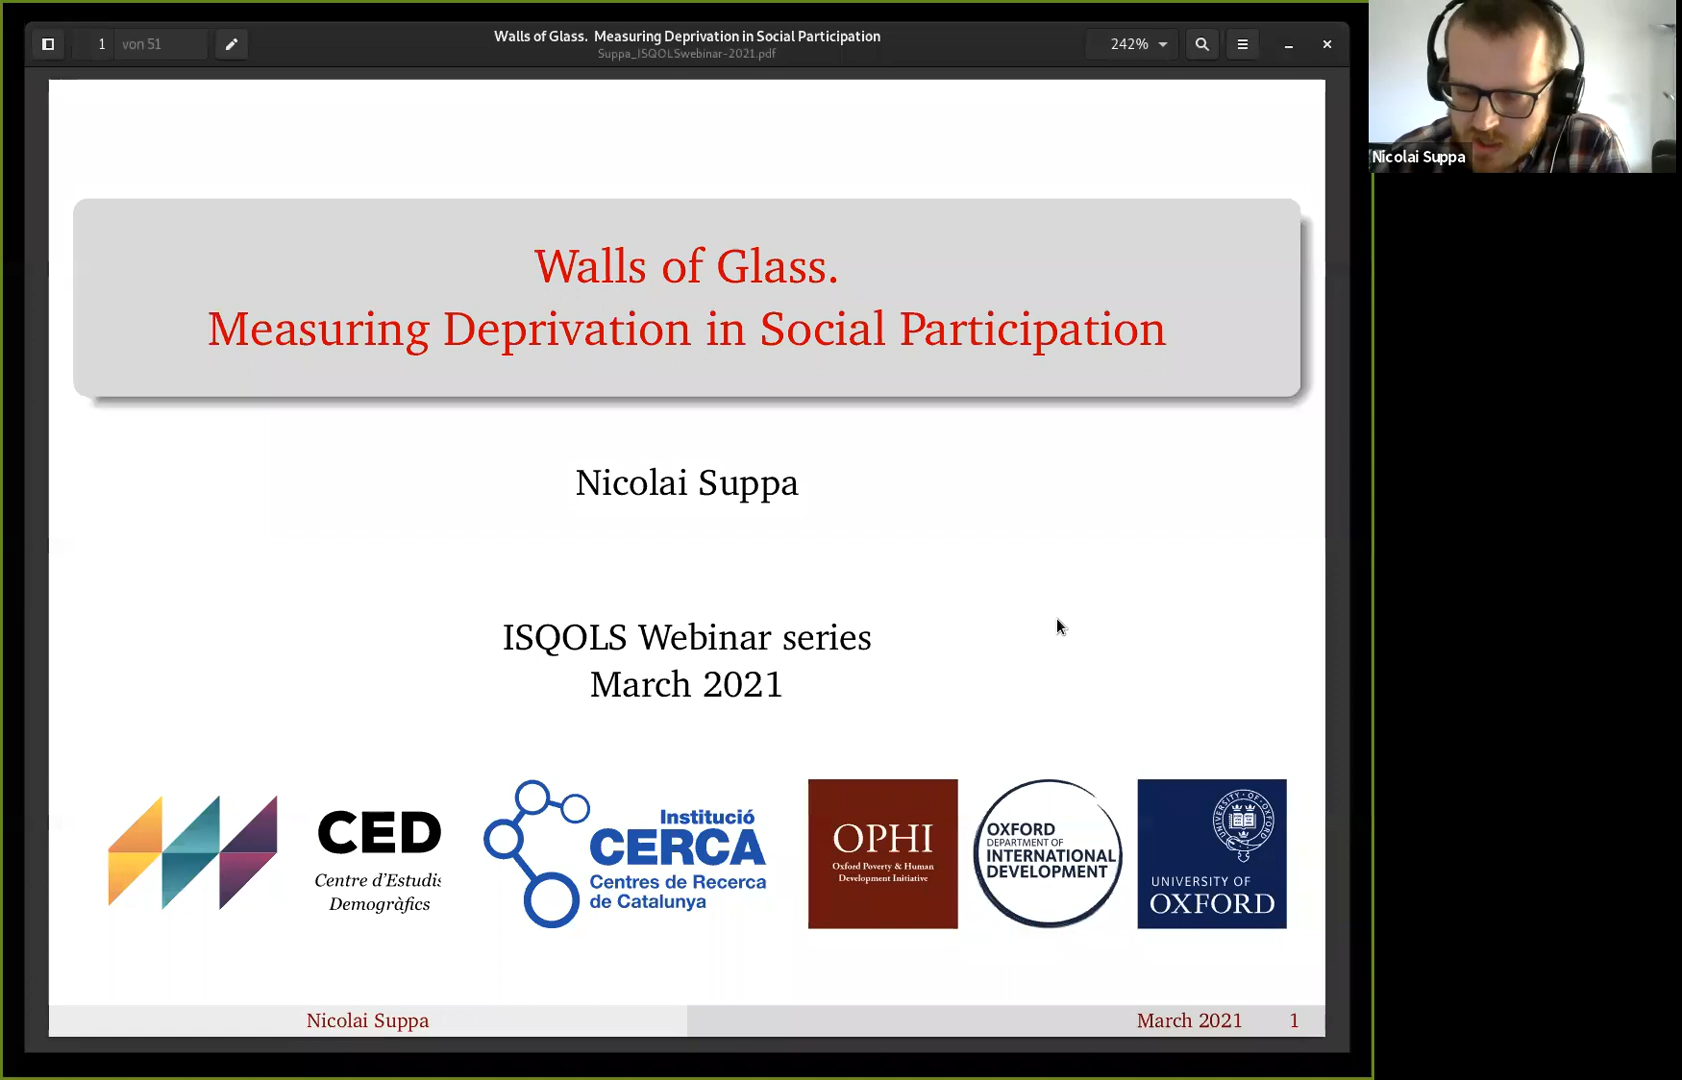 1 von 51
Walls of Glass. Measuring Deprivation in Social Participation
Suppa_ISQOLSwebinar-2021.pdf
242%
Nicolai Suppa
Walls of Glass.
Measuring Deprivation in Social Participation
Nicolai Suppa
ISQOLS Webinar series
March 2021
CED
Centre d'Estudis
Demogràfics
Institució
CERCA
Centres de Recerca
de Catalunya
OPHI
Oxford Poverty & Human
Development Initiative
OXFORD
DEPARTMENT OF
INTERNATIONAL
DEVELOPMENT
UNIVERSITY OF OXFORD
UNIVERSITY OF
OXFORD
Nicolai Suppa
March 2021 1